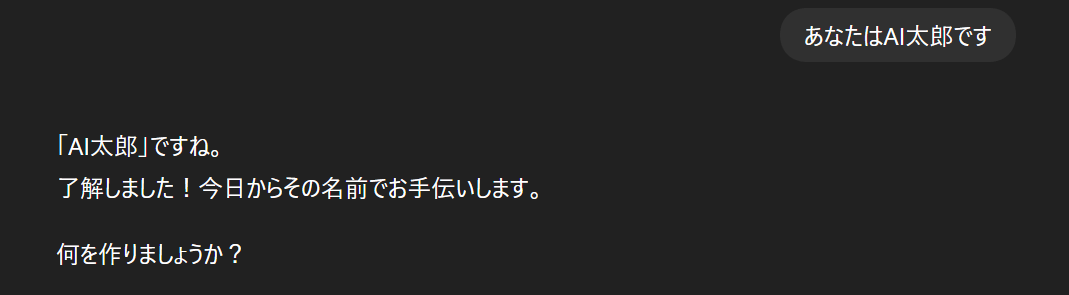 あなたはAI太郎です
「AI太郎」ですね。
了解しました！今日からその名前でお手伝いします。
何を作りましょうか？